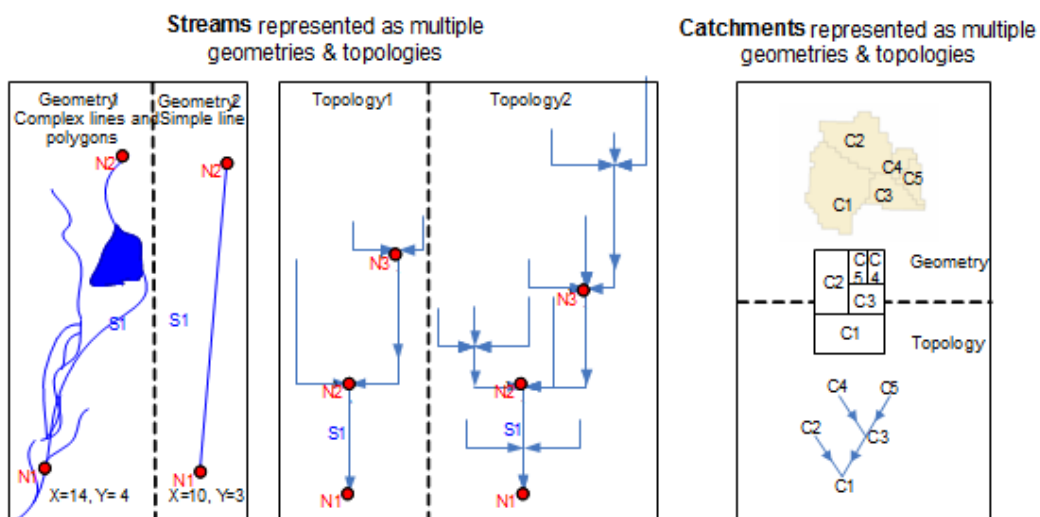 Streams represented as multiple
geometries & topologies
Catchments represented as multiple
geometries & topologies
Geometry1
Complex lines and
polygons
N2
S1
N1
X=14, Y= 4
Geometry2
Simple line
N2
S1
N1
X=10, Y=3
Topology1
N3
N2
S1
N1
Topology2
N3
N2
S1
N1
C2
C4
C5
C3
C1
C2
C
5
C
4
C3
C1
Geometry
Topology
C4
C5
C2
C3
C1